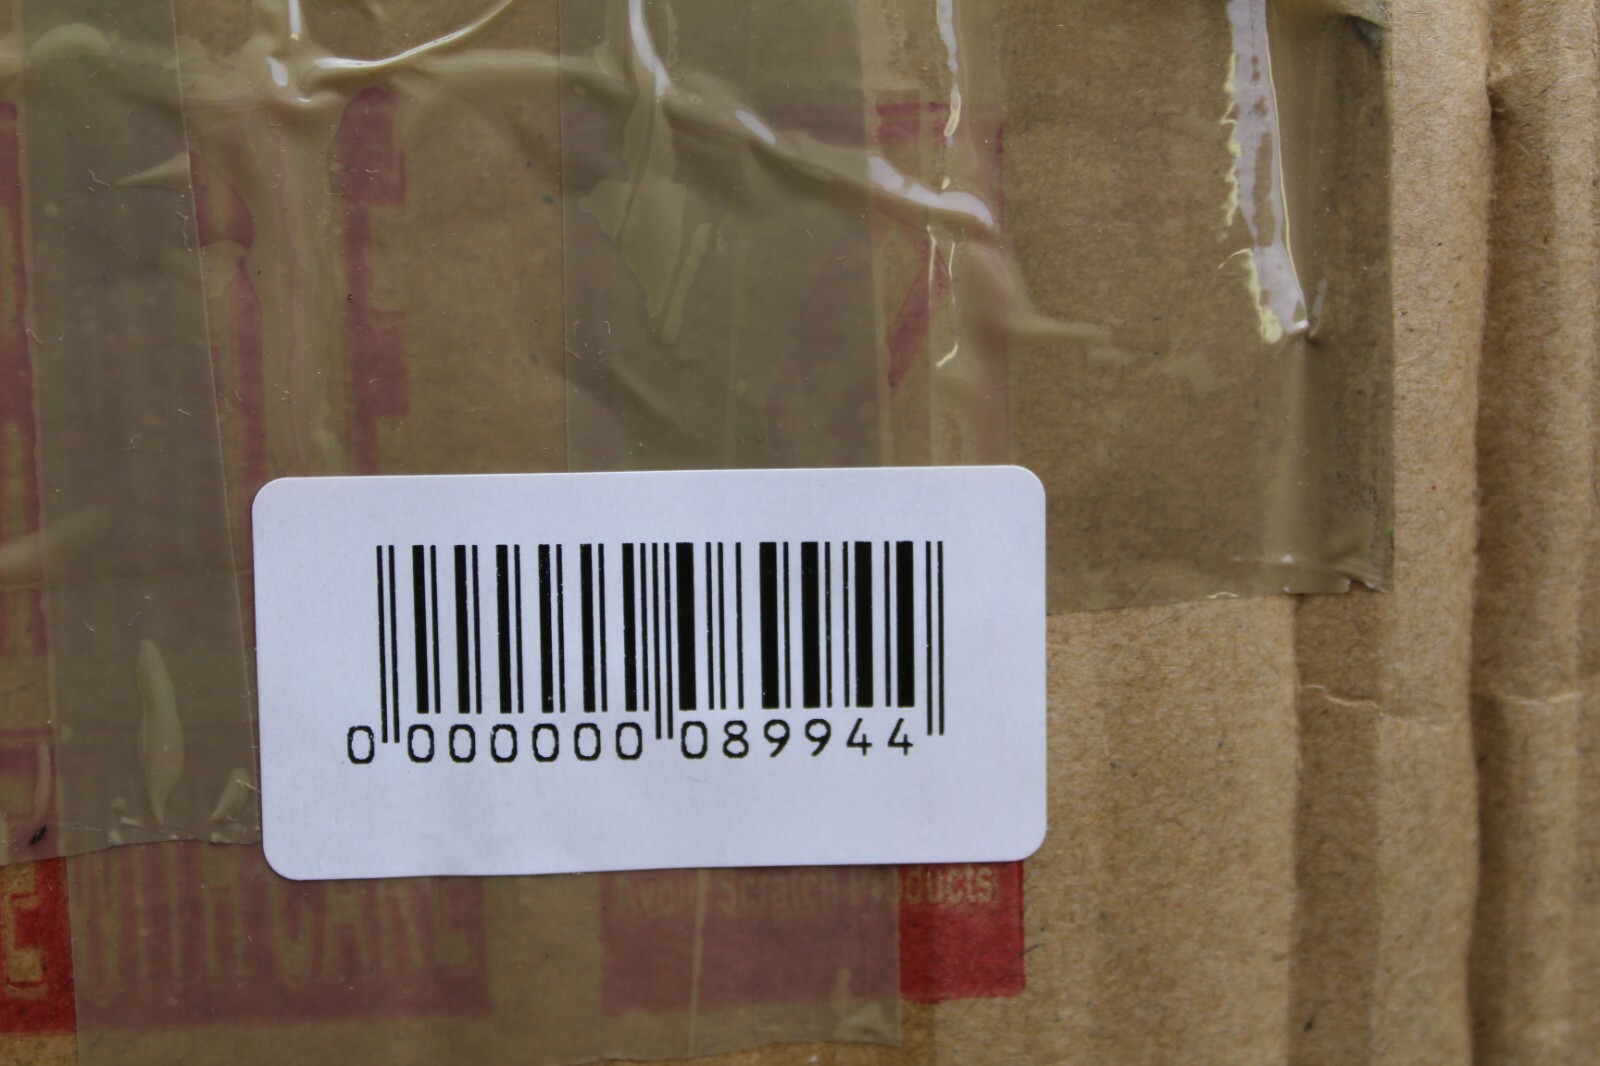 0 000000 089944
E WITH CARE
Avoid Scratch Products